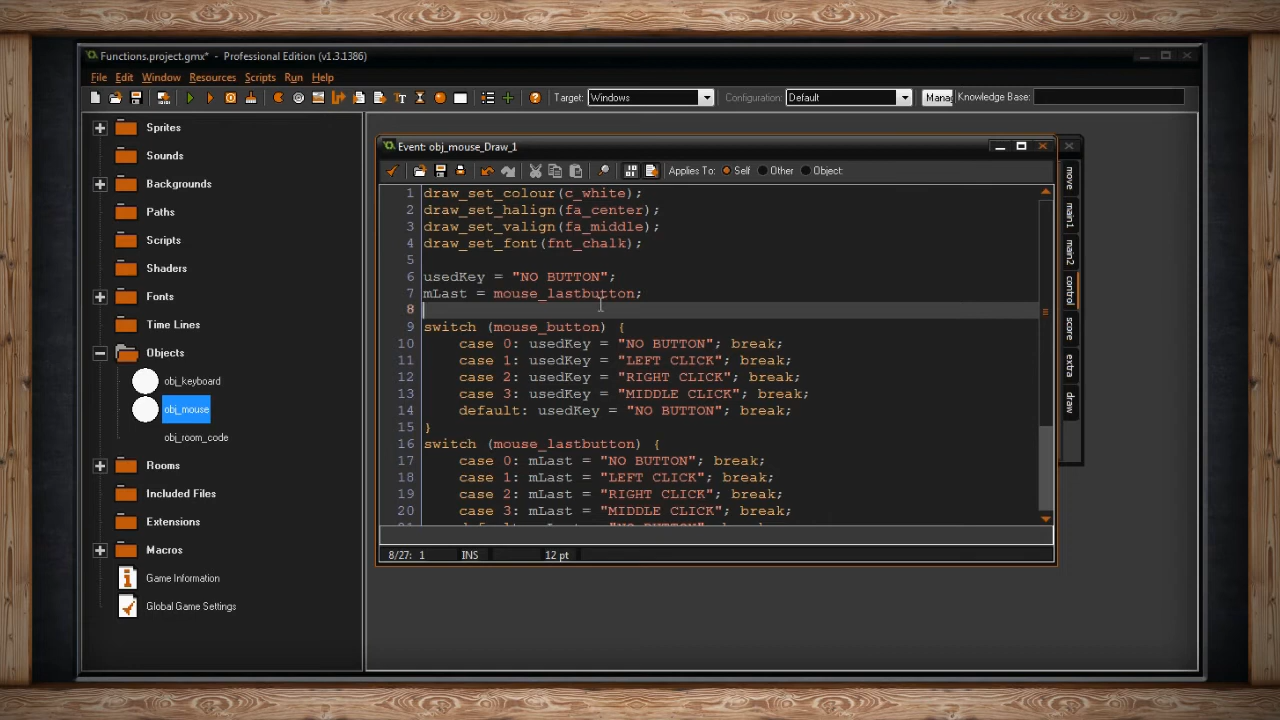 Functions.project.gmx* - Professional Edition (v1.3.1386)
File Edit Window Resources Scripts Run Help
Target: Windows Configuration: Default Mana Knowledge Base:
Sprites
Sounds
Backgrounds
Paths
Scripts
Shaders
Fonts
Time Lines
Objects
obj_keyboard
obj_mouse
obj_room_code
Rooms
Included Files
Extensions
Macros
Game Information
Global Game Settings
Event: obj_mouse_Draw_1
Applies To: Self Other Object:
1 draw_set_colour(c_white);
2 draw_set_halign(fa_center);
3 draw_set_valign(fa_middle);
4 draw_set_font(fnt_chalk);
5
6 usedKey = "NO BUTTON";
7 mLast = mouse_lastbutton;
8
9 switch (mouse_button) {
10 case 0: usedKey = "NO BUTTON"; break;
11 case 1: usedKey = "LEFT CLICK"; break;
12 case 2: usedKey = "RIGHT CLICK"; break;
13 case 3: usedKey = "MIDDLE CLICK"; break;
14 default: usedKey = "NO BUTTON"; break;
15 }
16 switch (mouse_lastbutton) {
17 case 0: mLast = "NO BUTTON"; break;
18 case 1: mLast = "LEFT CLICK"; break;
19 case 2: mLast = "RIGHT CLICK"; break;
20 case 3: mLast = "MIDDLE CLICK"; break;
8/27: 1 INS 12 pt
move
main1
main2
control
score
extra
draw